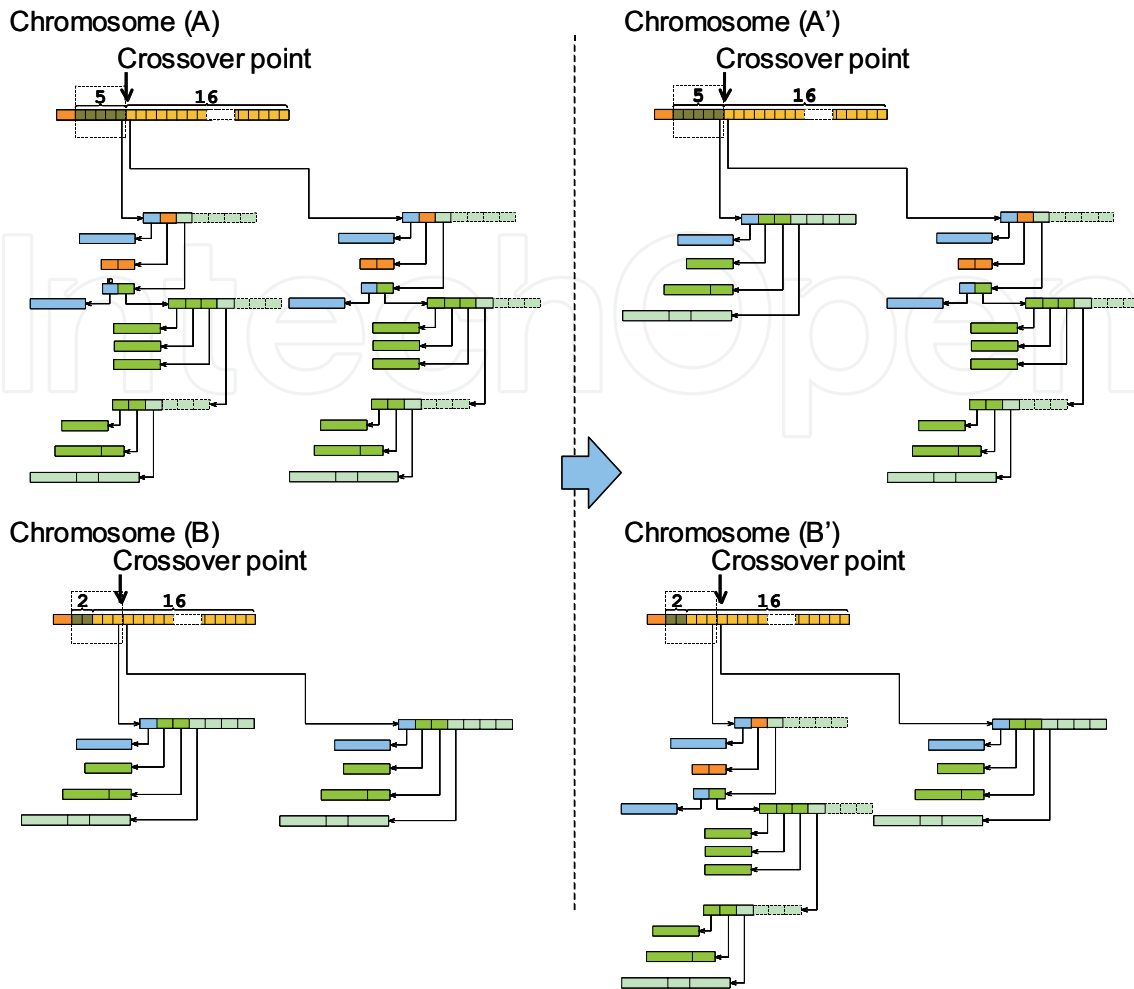 Chromosome (A)
Crossover point
5 16
Chromosome (A’)
Crossover point
5 16
IntechOpen
Chromosome (B)
Crossover point
2 16
Chromosome (B’)
Crossover point
2 16